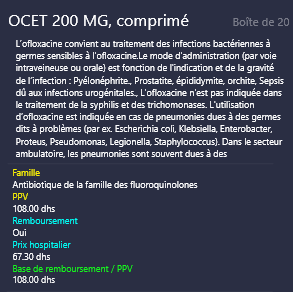 OCET 200 MG, comprimé Boîte de 20
L'ofloxacine convient au traitement des infections bactériennes à
germes sensibles à l'ofloxacine.Le mode d'administration (par voie
intraveineuse ou orale) est fonction de l'indication et de la gravité
de l'infection : Pyélonéphrite., Prostatite, épididymite, orchite, Sepsis
dû aux infections urogénitales., L'ofloxacine n'est pas indiquée dans
le traitement de la syphilis et des trichomonases. L'utilisation
d'ofloxacine est indiquée en cas de pneumonies dues à des germes
dits à problèmes (par ex. Escherichia coli, Klebsiella, Enterobacter,
Proteus, Pseudomonas, Legionella, Staphylococcus). Dans le secteur
ambulatoire, les pneumonies sont souvent dues à des
Famille
Antibiotique de la famille des fluoroquinolones
PPV
108.00 dhs
Remboursement
Oui
Prix hospitalier
67.30 dhs
Base de remboursement / PPV
108.00 dhs